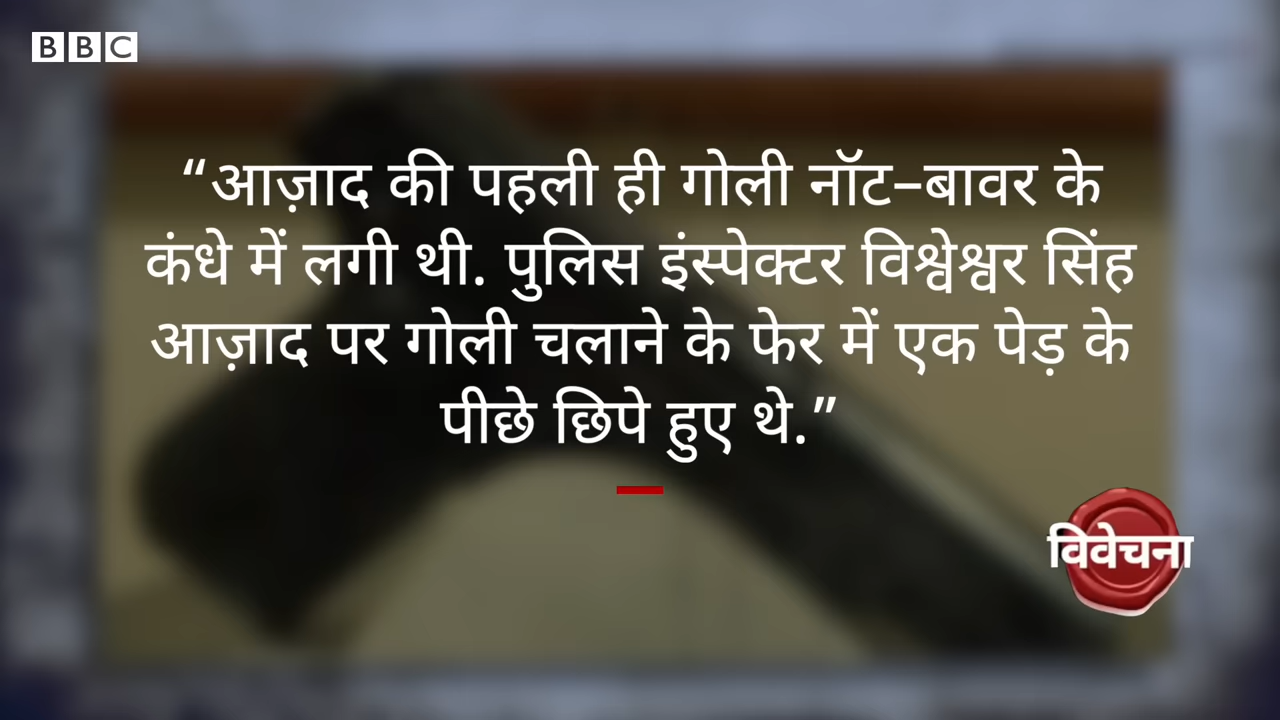 BBC
“आज़ाद की पहली ही गोली नॉट–बावर के
कंधे में लगी थी. पुलिस इंस्पेक्टर विश्वेश्वर सिंह
आज़ाद पर गोली चलाने के फेर में एक पेड़ के
पीछे छिपे हुए थे.”
विवेचना